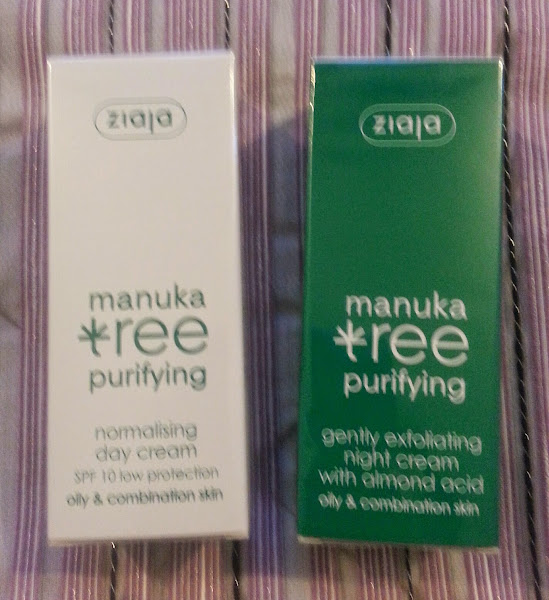 ziaja
manuka
tree
purifying
normalising
day cream
SPF 10 low protection
oily & combination skin
ziaja
manuka
tree
purifying
gently exfoliating
night cream
with almond acid
oily & combination skin